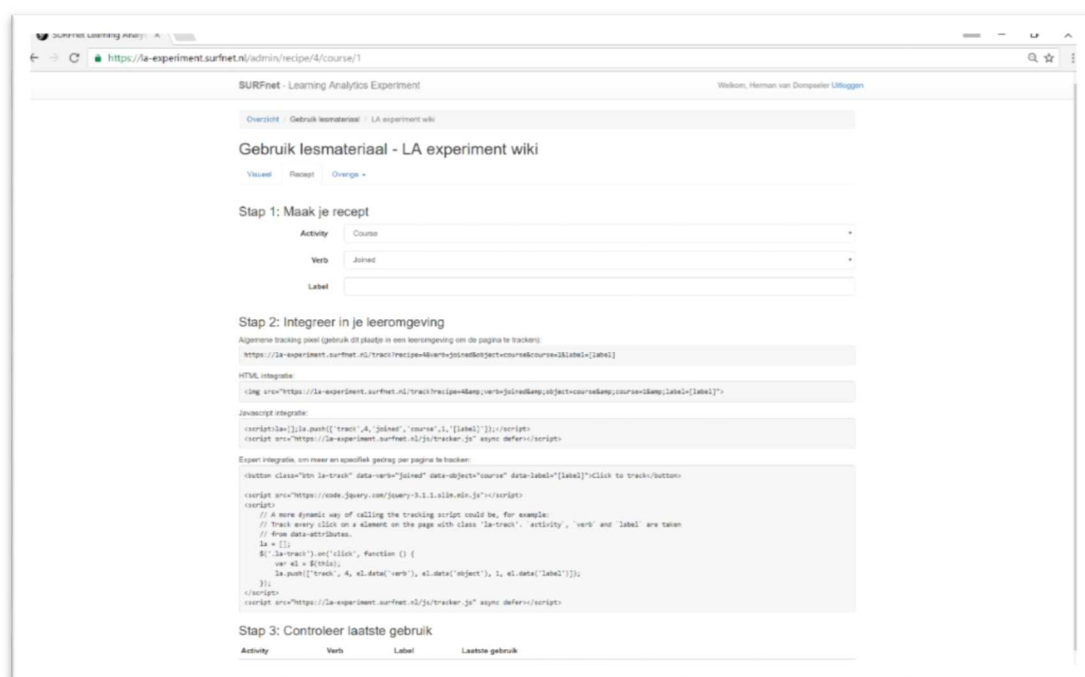 SURFnet Learning Analyt
https://la-experiment.surfnet.nl/admin/recipe/4/course/1
SURFnet - Learning Analytics Experiment
Welkom, Herman van Dompseler Uitloggen
Overzicht / Gebruik lesmateriaal / LA experiment wiki
Gebruik lesmateriaal - LA experiment wiki
Visueel Recept Overige
Stap 1: Maak je recept
Activity Course
Verb Joined
Label
Stap 2: Integreer in je leeromgeving
Algemene tracking pixel (gebruik dit plaatje in een leeromgeving om de pagina te tracken):
https://la-experiment.surfnet.nl/track?recipe=4&verb=joined&object=course&course=1&label=[label]
HTML integratie:
<img src="https://la-experiment.surfnet.nl/track?recipe=4&amp;verb=joined&amp;object=course&amp;course=1&amp;label=[label]">
Javascript integratie:
<script>la=[];la.push(['track',4,'joined','course',1,'[label]']);</script>
<script src="https://la-experiment.surfnet.nl/js/tracker.js" async defer></script>
Expert integratie, om meer en specifiek gedrag per pagina te tracken:
<button class="btn la-track" data-verb="joined" data-object="course" data-label="[label]">Click to track</button>
<script src="https://code.jquery.com/jquery-3.1.1.slim.min.js"></script>
<script>
// A more dynamic way of calling the tracking script could be, for example:
// Track every click on a element on the page with class 'la-track'. `activity`, `verb` and `label` are taken
// from data-attributes.
la = [];
$('.la-track').on('click', function () {
var el = $(this);
la.push(['track', 4, el.data('verb'), el.data('object'), 1, el.data('label')]);
});
</script>
<script src="https://la-experiment.surfnet.nl/js/tracker.js" async defer></script>
Stap 3: Controleer laatste gebruik
Activity Verb Label Laatste gebruik